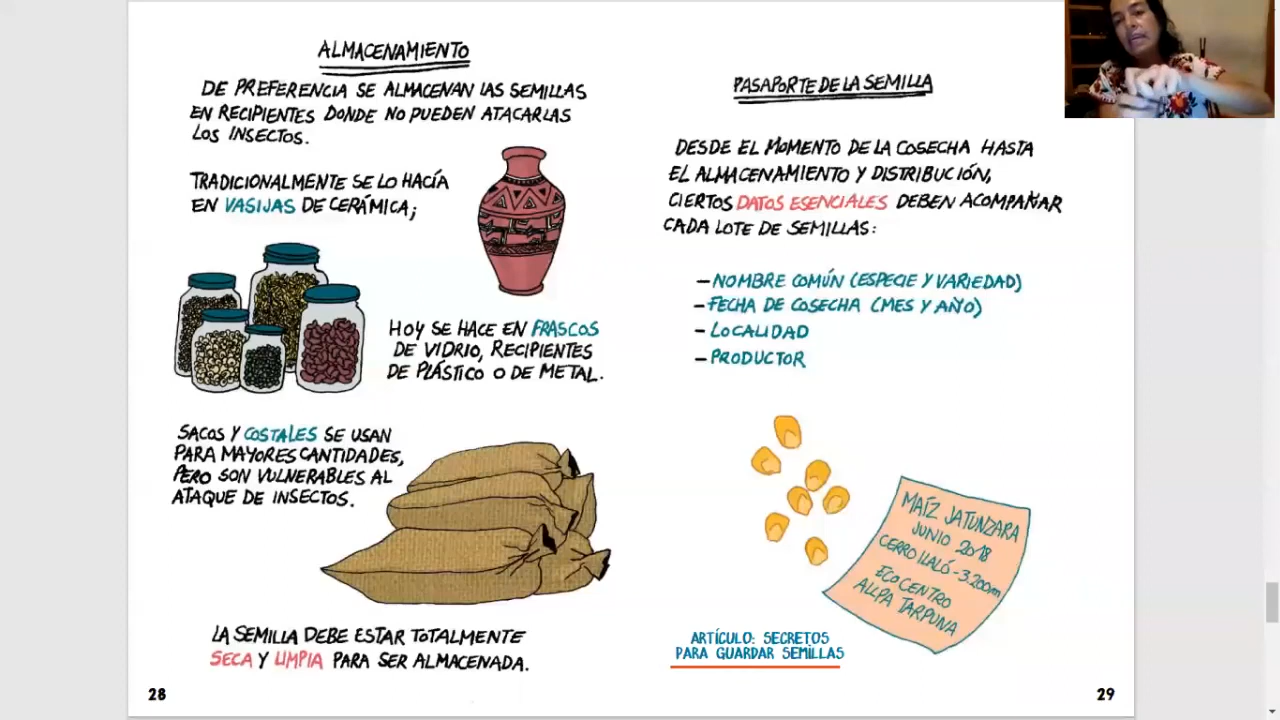 ALMACENAMIENTO
DE PREFERENCIA SE ALMACENAN LAS SEMILLAS
EN RECIPIENTES DONDE NO PUEDEN ATACARLAS
LOS INSECTOS.
TRADICIONALMENTE SE LO HACÍA
EN VASIJAS DE CERÁMICA;
HOY SE HACE EN FRASCOS
DE VIDRIO, RECIPIENTES
DE PLÁSTICO O DE METAL.
SACOS Y COSTALES SE USAN
PARA MAYORES CANTIDADES,
PERO SON VULNERABLES AL
ATAQUE DE INSECTOS.
LA SEMILLA DEBE ESTAR TOTALMENTE
SECA Y LIMPIA PARA SER ALMACENADA.
28
PASAPORTE DE LA SEMILLA
DESDE EL MOMENTO DE LA COSECHA HASTA
EL ALMACENAMIENTO Y DISTRIBUCIÓN,
CIERTOS DATOS ESENCIALES DEBEN ACOMPAÑAR
CADA LOTE DE SEMILLAS:
- NOMBRE COMÚN (ESPECIE Y VARIEDAD)
- FECHA DE COSECHA (MES Y AÑO)
- LOCALIDAD
- PRODUCTOR
MAÍZ JATUNZARA
JUNIO 2018
CERRO ILALÓ - 3.200m
ECO CENTRO
ALLPA TARPUNA
ARTÍCULO: SECRETOS
PARA GUARDAR SEMILLAS
29